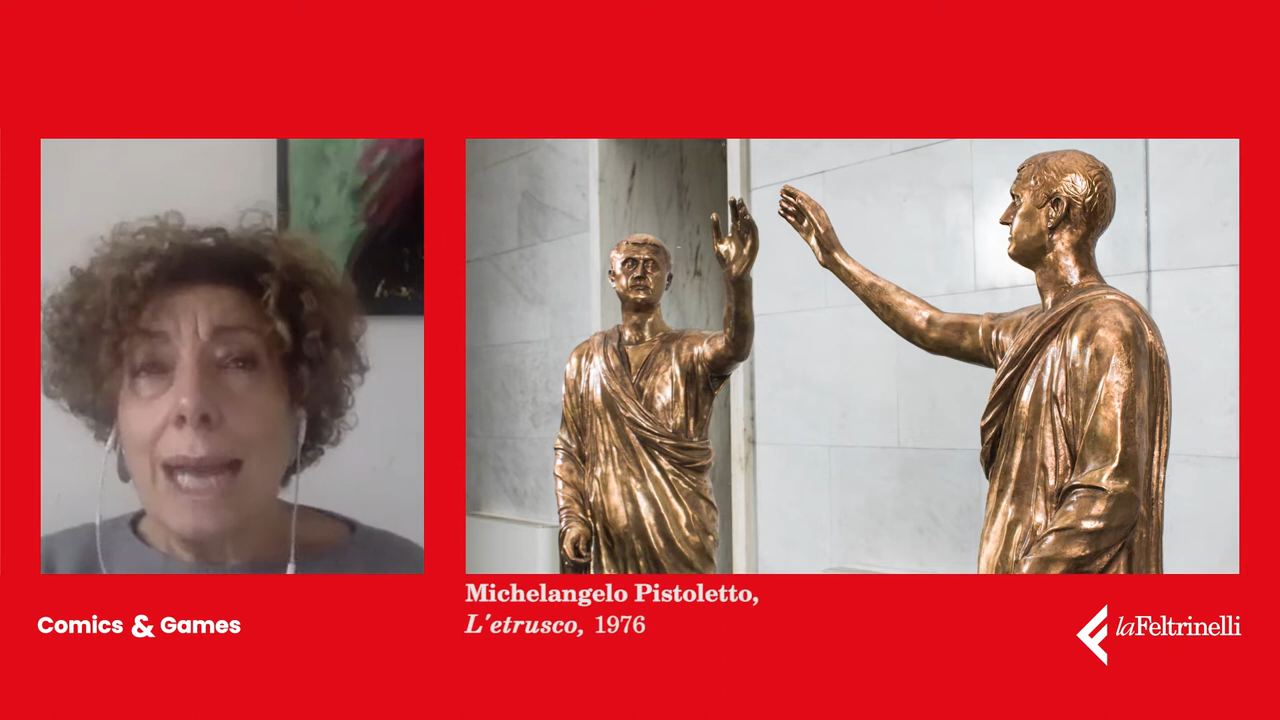 Michelangelo Pistoletto,
L'etrusco, 1976
Comics & Games
laFeltrinelli